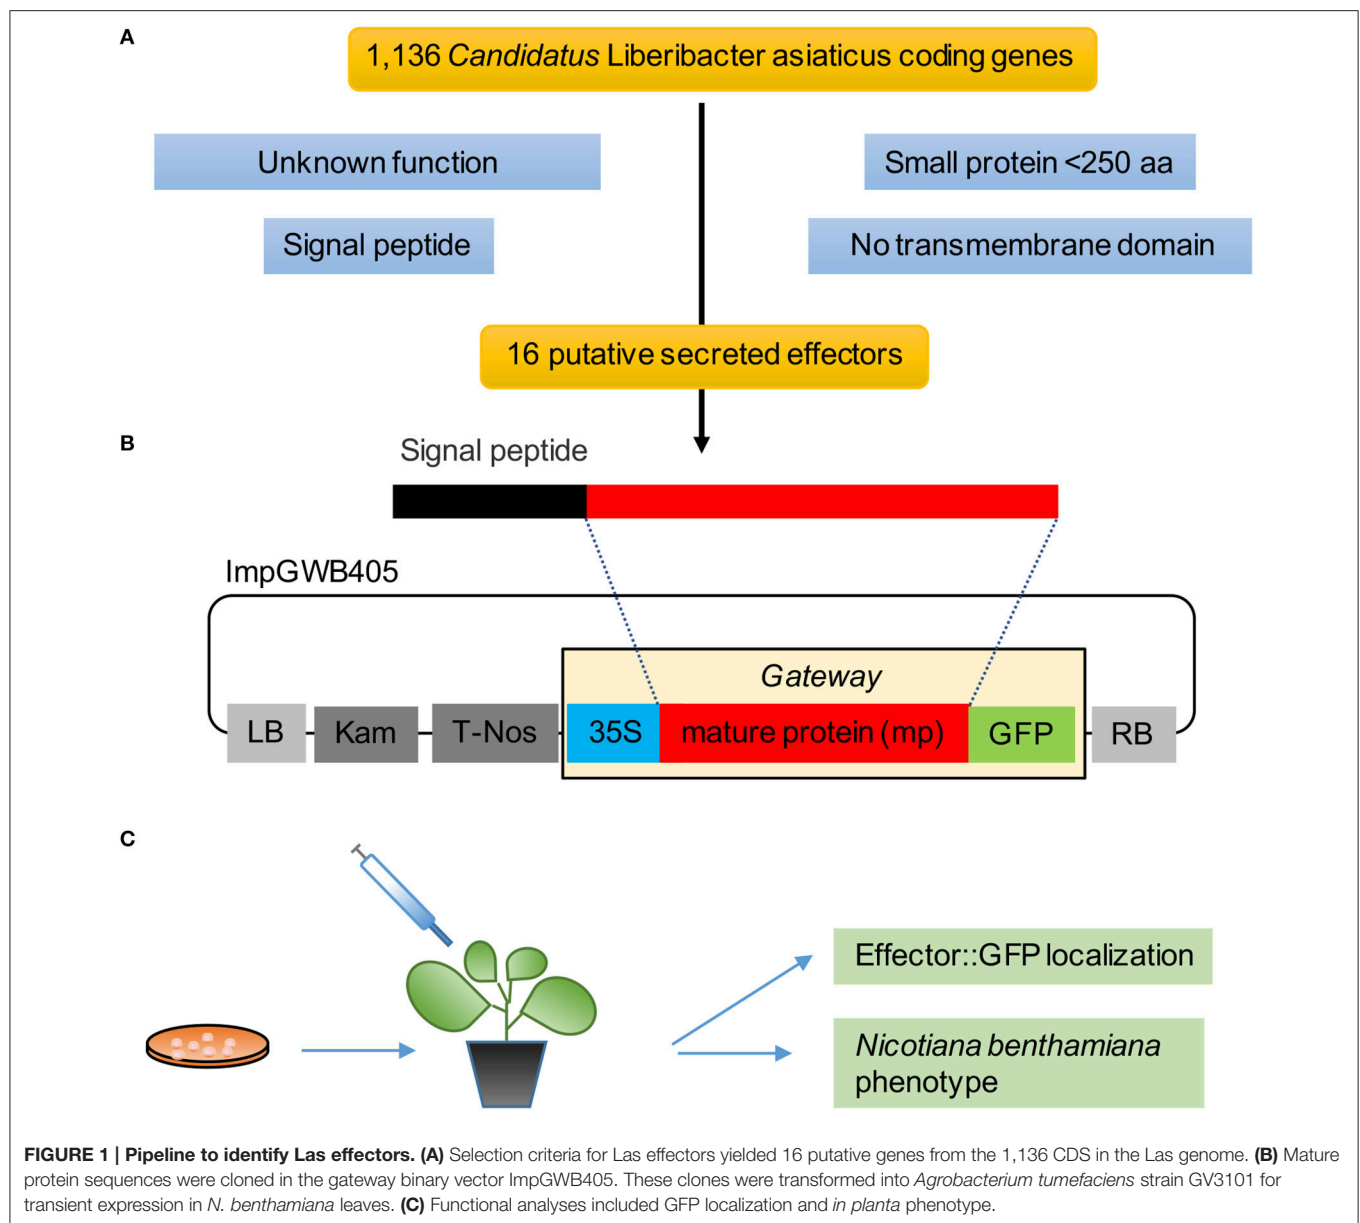 A
1,136 Candidatus Liberibacter asiaticus coding genes
Unknown function
Small protein <250 aa
Signal peptide
No transmembrane domain
16 putative secreted effectors
B
Signal peptide
ImpGWB405
Gateway
LB
Kam
T-Nos
35S
mature protein (mp)
GFP
RB
C
Effector::GFP localization
Nicotiana benthamiana
phenotype
FIGURE 1 | Pipeline to identify Las effectors. (A) Selection criteria for Las effectors yielded 16 putative genes from the 1,136 CDS in the Las genome. (B) Mature
protein sequences were cloned in the gateway binary vector ImpGWB405. These clones were transformed into Agrobacterium tumefaciens strain GV3101 for
transient expression in N. benthamiana leaves. (C) Functional analyses included GFP localization and in planta phenotype.